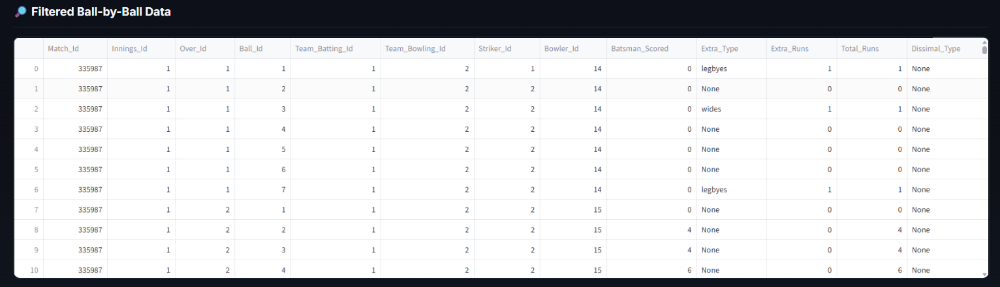 🔎 Filtered Ball-by-Ball Data
Match_Id Innings_Id Over_Id Ball_Id Team_Batting_Id Team_Bowling_Id Striker_Id Bowler_Id Batsman_Scored Extra_Type Extra_Runs Total_Runs Dissimal_Type
0 335987 1 1 1 1 2 1 14 0 legbyes 1 1 None
1 335987 1 1 2 1 2 2 14 0 None 0 0 None
2 335987 1 1 3 1 2 2 14 0 wides 1 1 None
3 335987 1 1 4 1 2 2 14 0 None 0 0 None
4 335987 1 1 5 1 2 2 14 0 None 0 0 None
5 335987 1 1 6 1 2 2 14 0 None 0 0 None
6 335987 1 1 7 1 2 2 14 0 legbyes 1 1 None
7 335987 1 2 1 1 2 2 15 0 None 0 0 None
8 335987 1 2 2 1 2 2 15 4 None 0 4 None
9 335987 1 2 3 1 2 2 15 4 None 0 4 None
10 335987 1 2 4 1 2 2 15 6 None 0 6 None